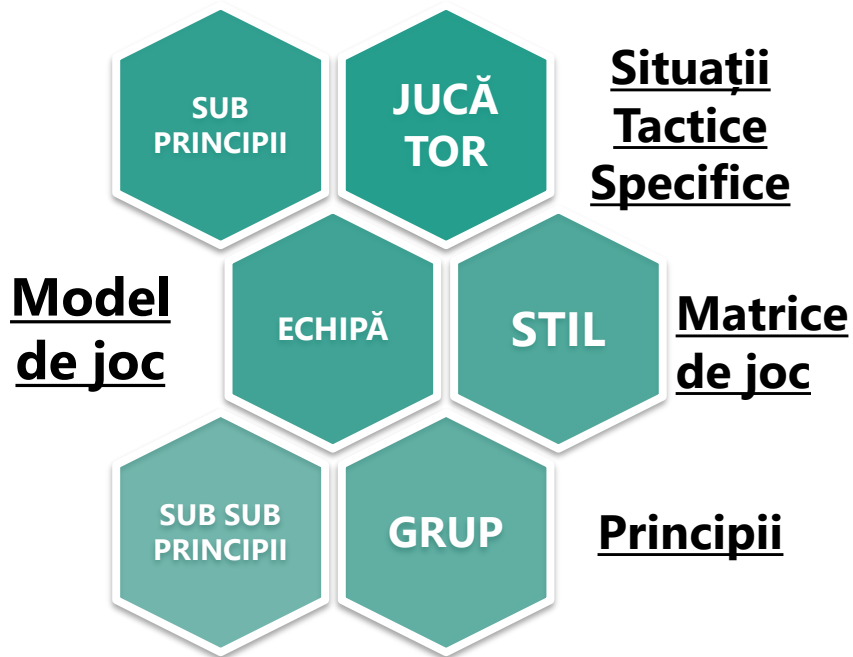 SUB
PRINCIPII
JUCĂ
TOR
Situații
Tactice
Specifice
Model
de joc
ECHIPĂ
STIL
Matrice
de joc
SUB SUB
PRINCIPII
GRUP
Principii